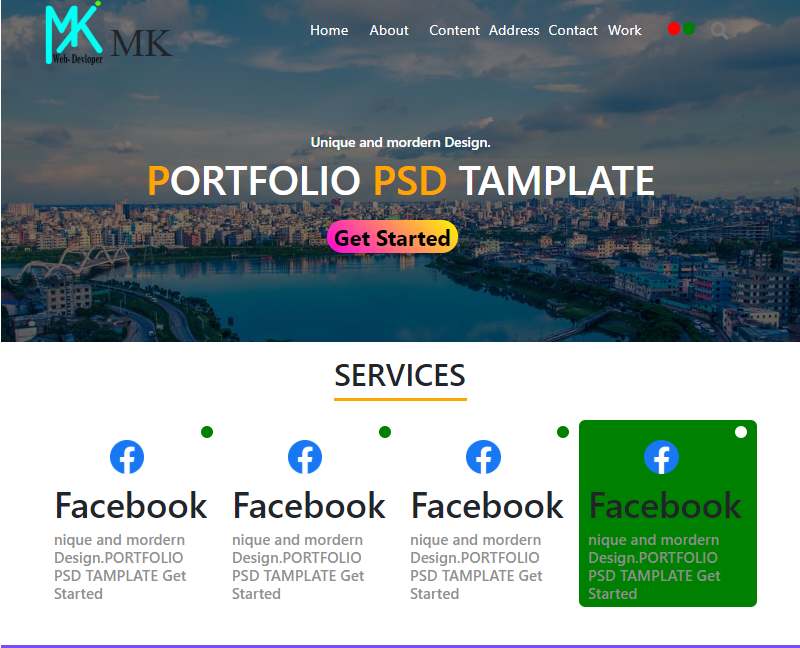 MK
Web- Devloper
MK
Home About Content Address Contact Work
Unique and mordern Design.
PORTFOLIO PSD TAMPLATE
Get Started
SERVICES
Facebook
nique and mordern
Design.PORTFOLIO
PSD TAMPLATE Get
Started
Facebook
nique and mordern
Design.PORTFOLIO
PSD TAMPLATE Get
Started
Facebook
nique and mordern
Design.PORTFOLIO
PSD TAMPLATE Get
Started
Facebook
nique and mordern
Design.PORTFOLIO
PSD TAMPLATE Get
Started